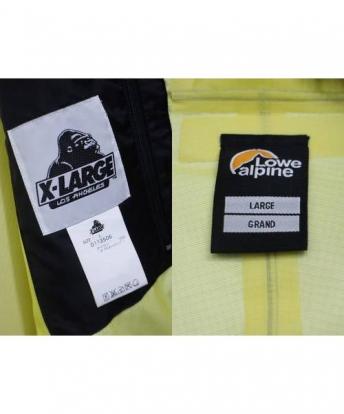 X-LARGE
LOS ANGELES
Lowe
alpine
LARGE
GRAND